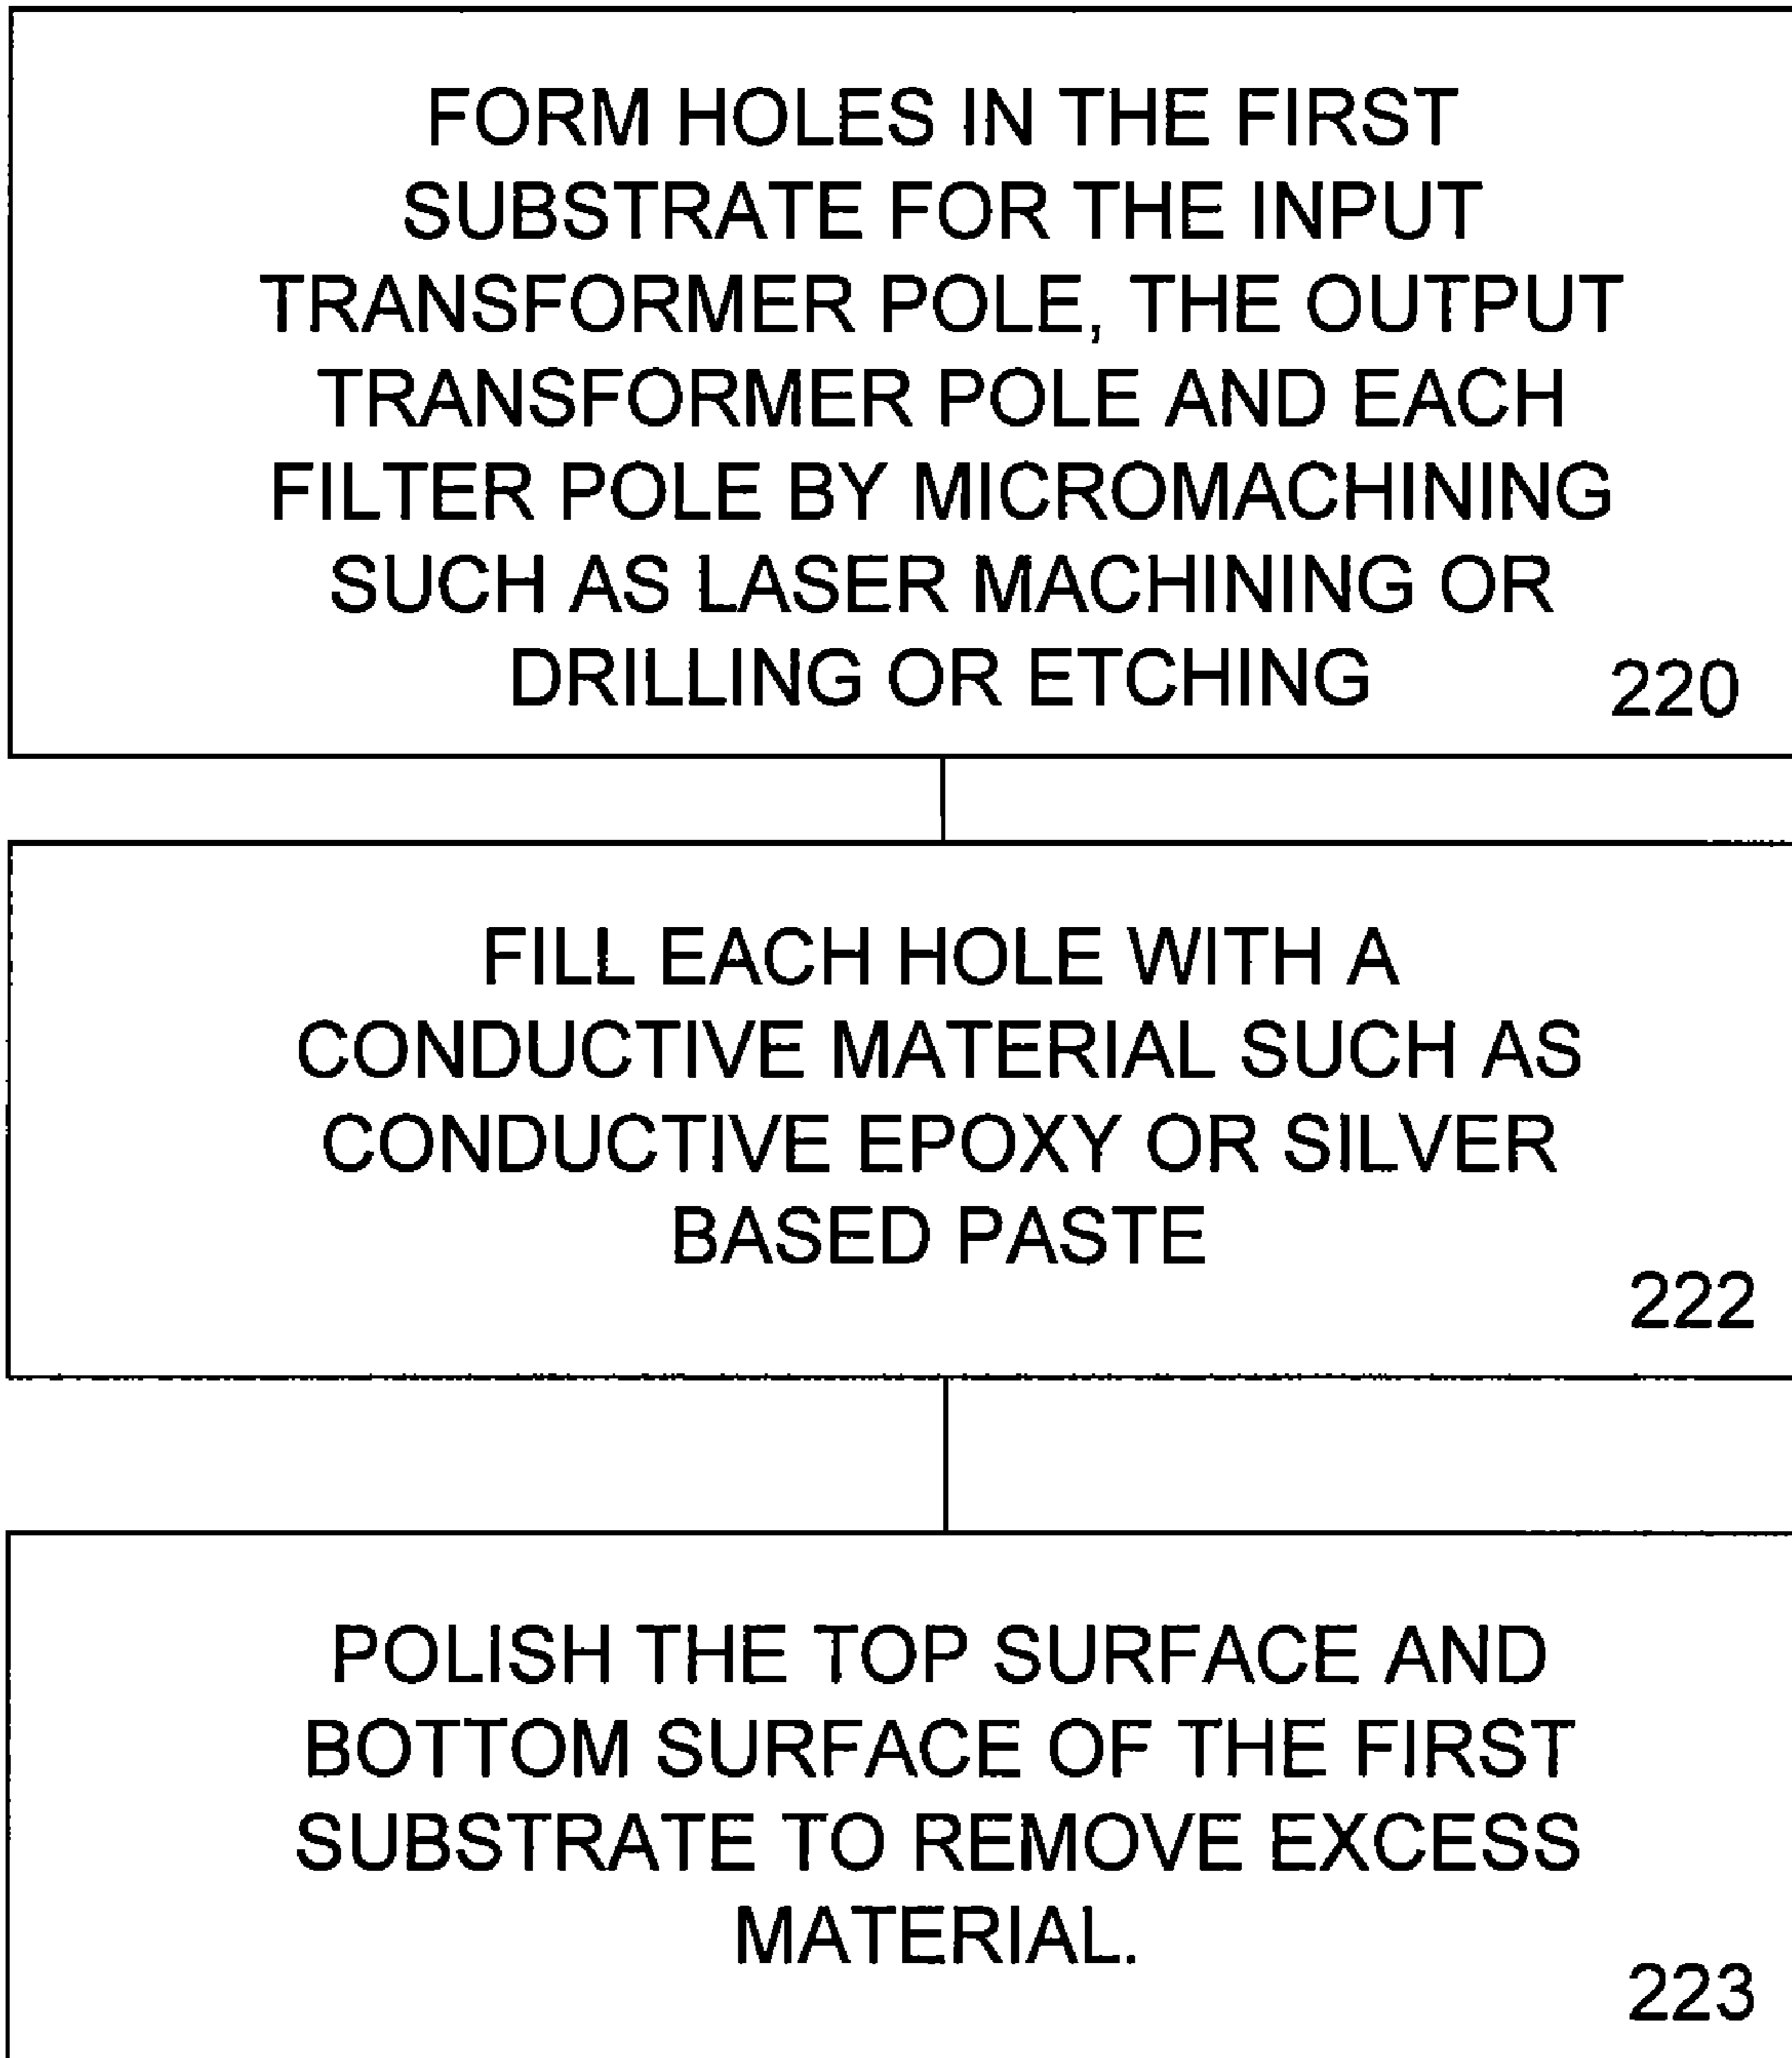 FORM HOLES IN THE FIRST
SUBSTRATE FOR THE INPUT
TRANSFORMER POLE, THE OUTPUT
TRANSFORMER POLE AND EACH
FILTER POLE BY MICROMACHINING
SUCH AS LASER MACHINING OR
DRILLING OR ETCHING 220
FILL EACH HOLE WITH A
CONDUCTIVE MATERIAL SUCH AS
CONDUCTIVE EPOXY OR SILVER
BASED PASTE
222
POLISH THE TOP SURFACE AND
BOTTOM SURFACE OF THE FIRST
SUBSTRATE TO REMOVE EXCESS
MATERIAL.
223